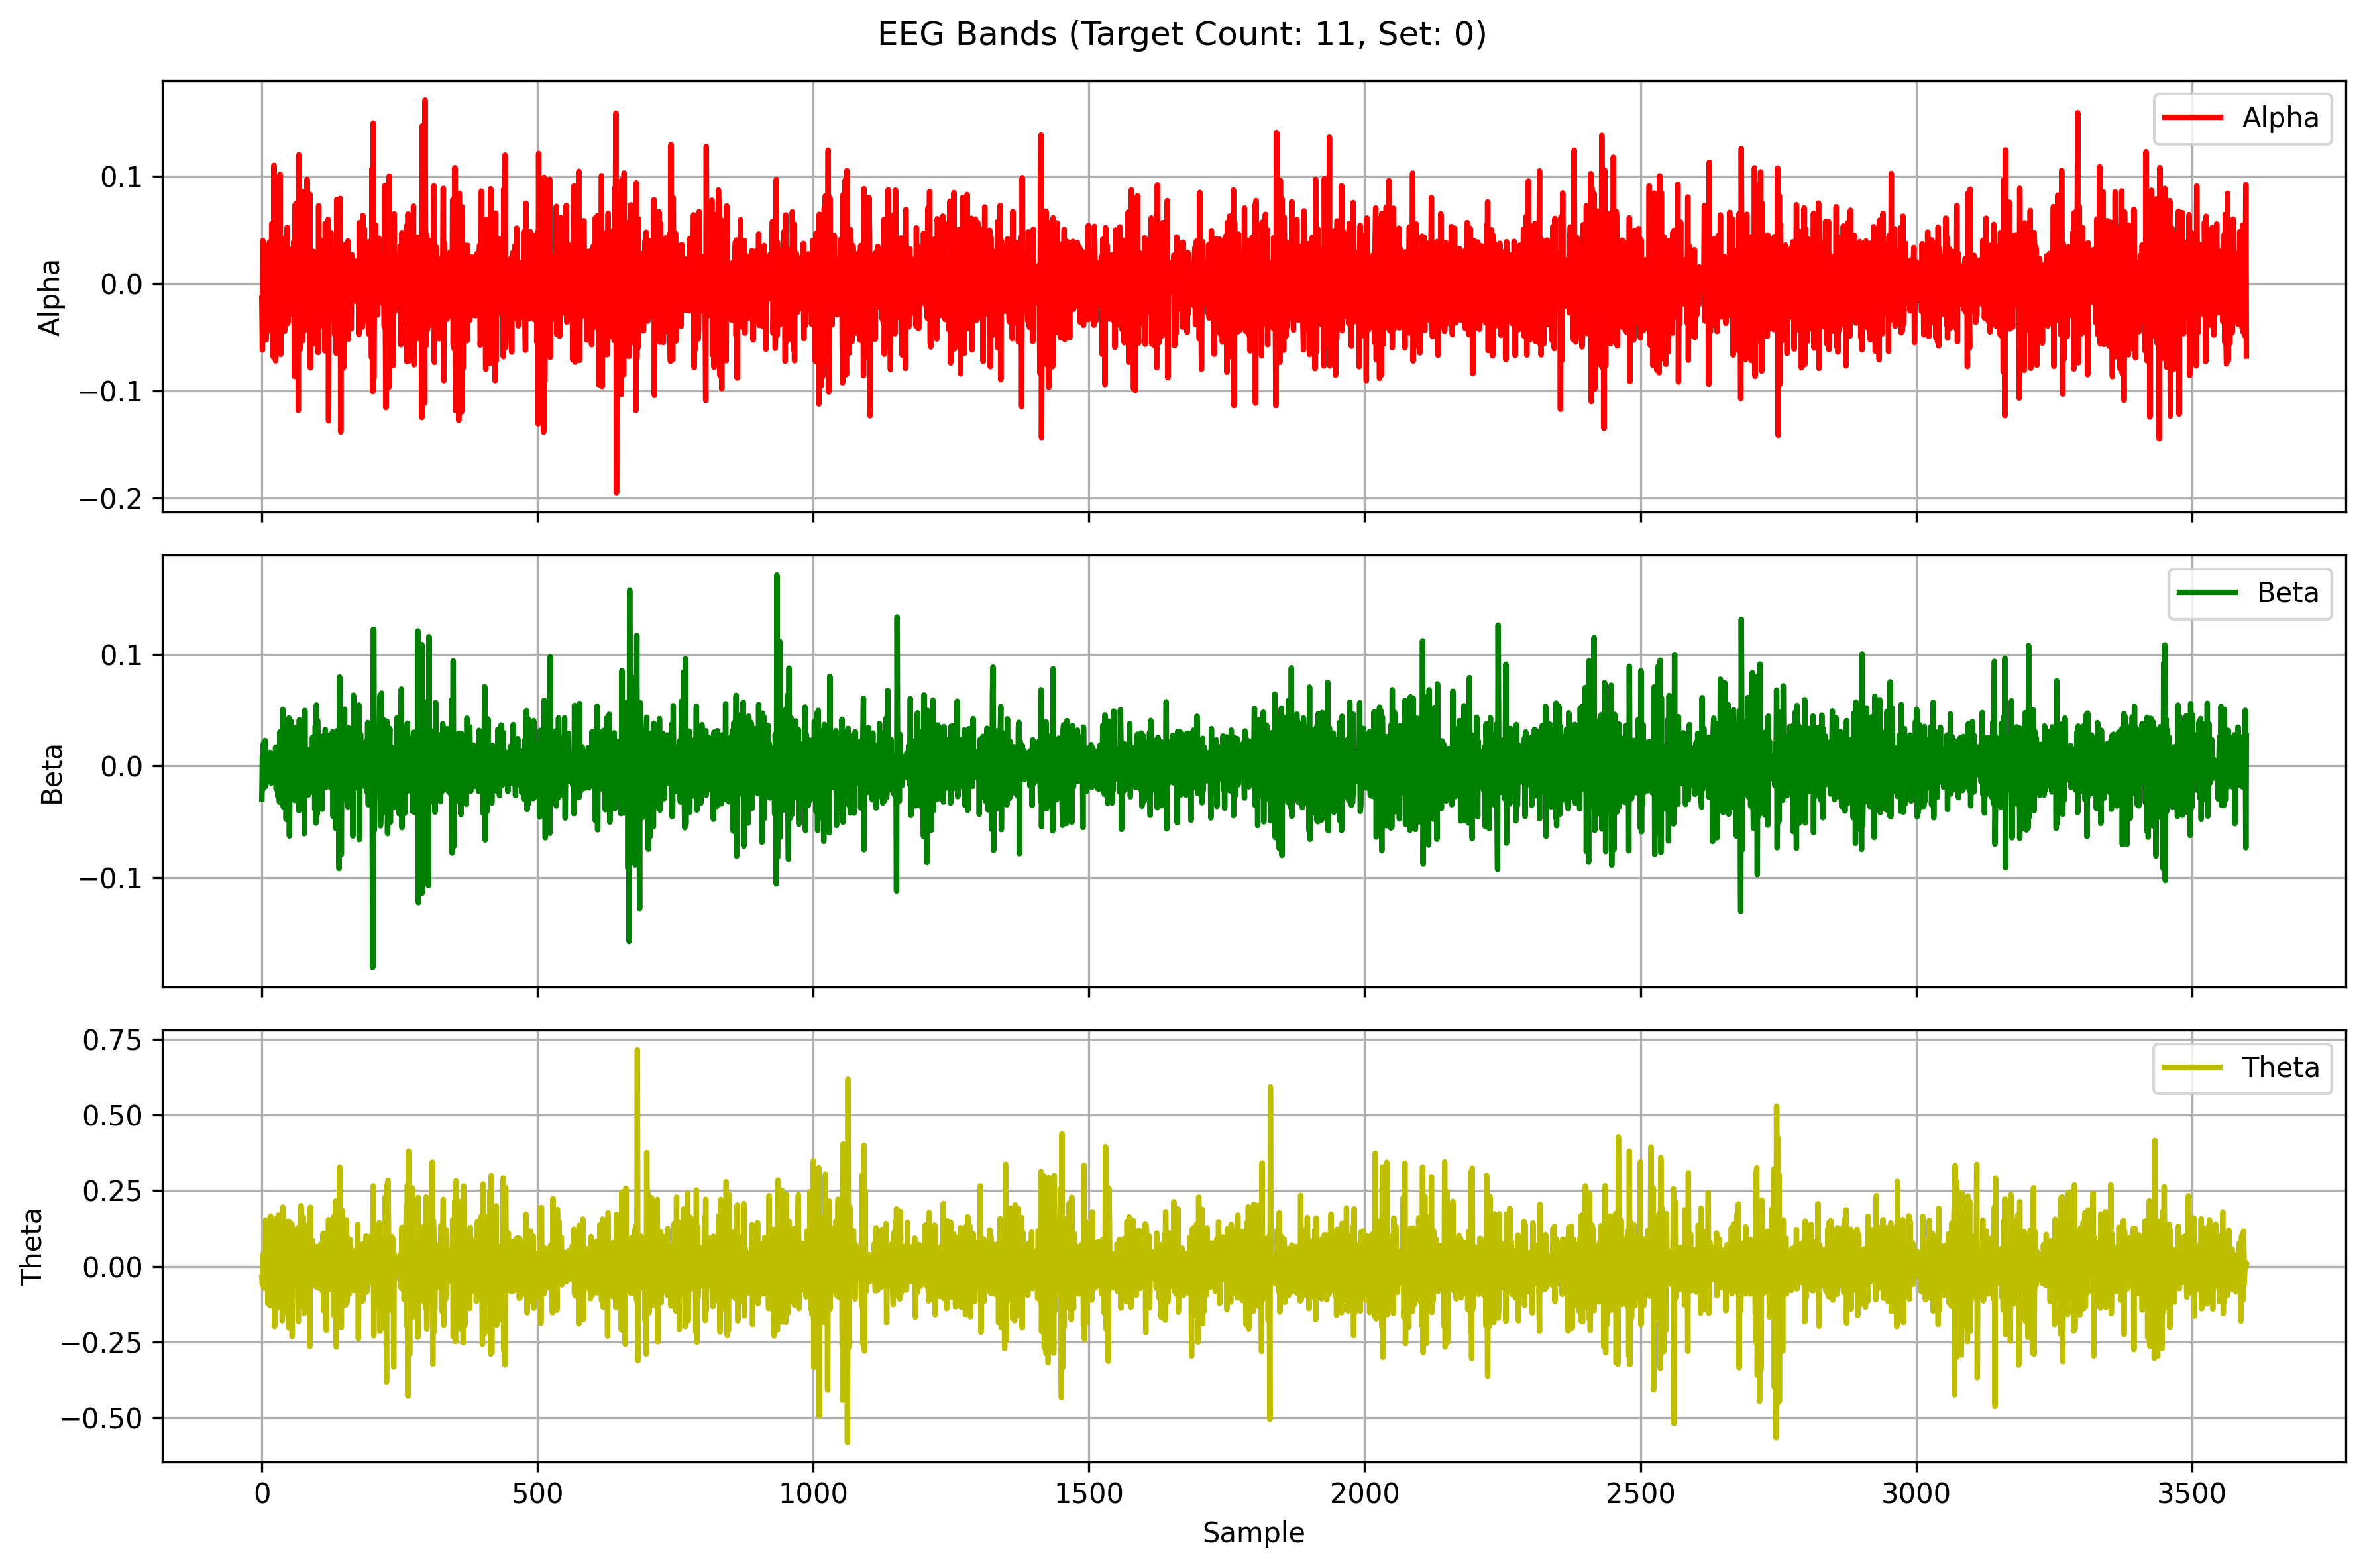 EEG Bands (Target Count: 11, Set: 0)
Alpha
0.1
0.0
−0.1
−0.2
Alpha
Beta
0.1
0.0
−0.1
Beta
Theta
0.75
0.50
0.25
0.00
−0.25
−0.50
Theta
0 500 1000 1500 2000 2500 3000 3500
Sample